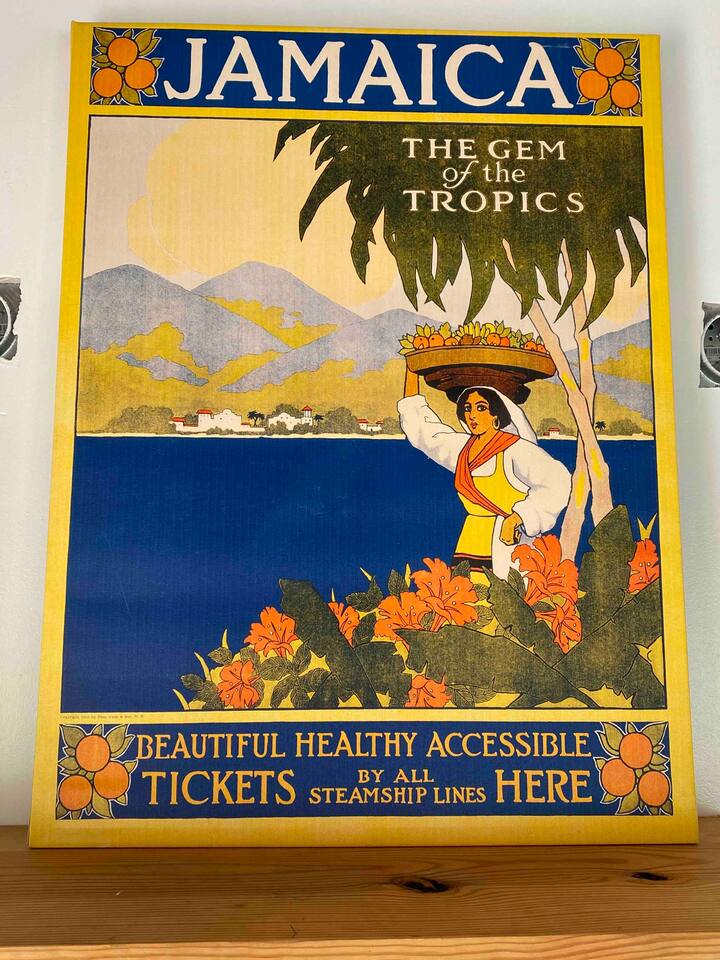 JAMAICA
THE GEM
of the
TROPICS
BEAUTIFUL HEALTHY ACCESSIBLE
TICKETS BY ALL STEAMSHIP LINES HERE